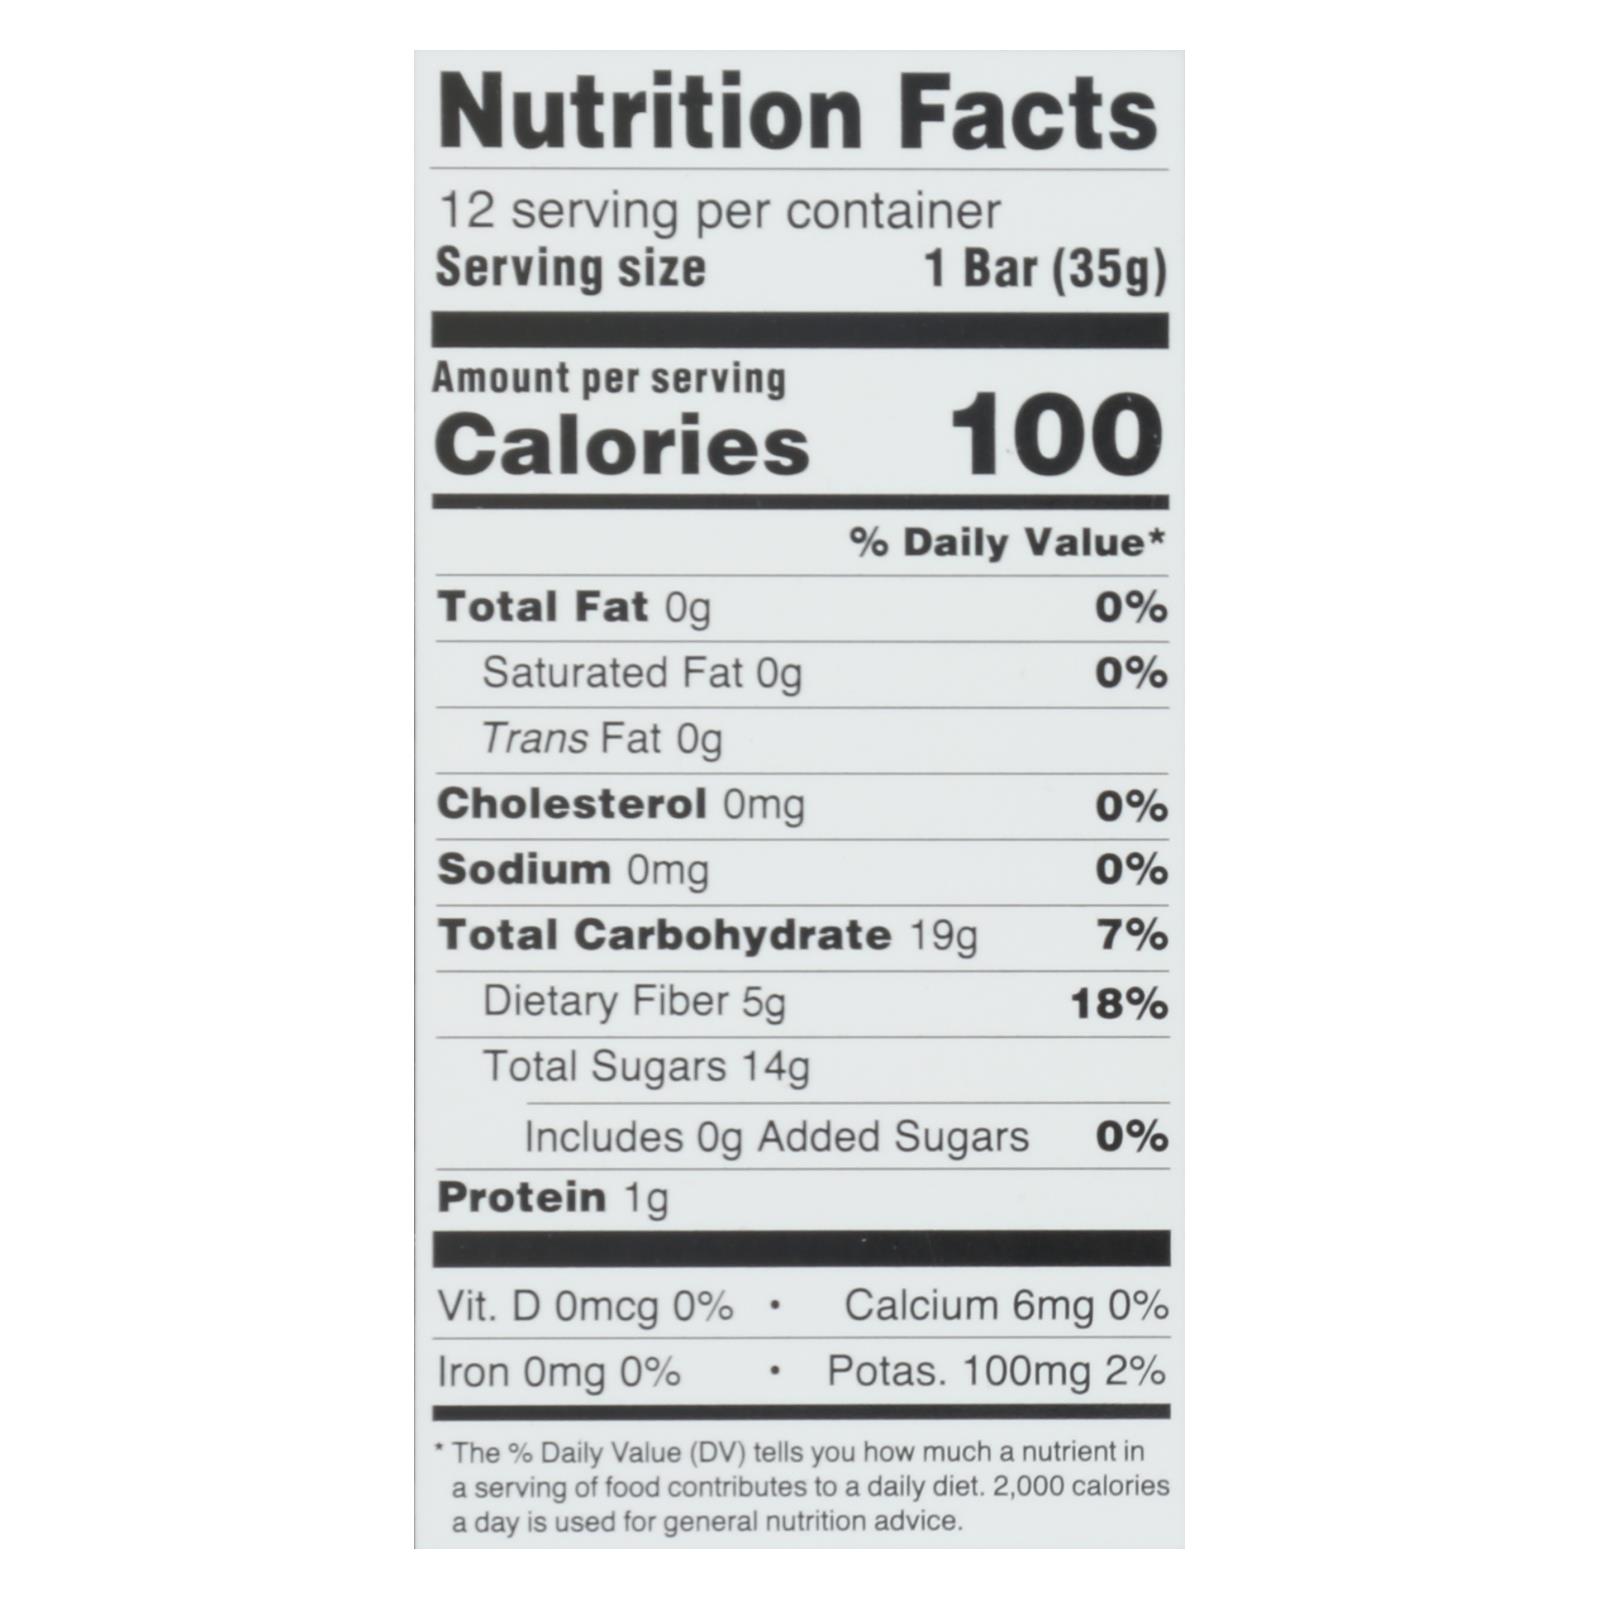 Nutrition Facts
12 serving per container
Serving size 1 Bar (35g)
Amount per serving
Calories 100
% Daily Value*
Total Fat 0g 0%
Saturated Fat 0g 0%
Trans Fat 0g
Cholesterol 0mg 0%
Sodium 0mg 0%
Total Carbohydrate 19g 7%
Dietary Fiber 5g 18%
Total Sugars 14g
Includes 0g Added Sugars 0%
Protein 1g
Vit. D 0mcg 0% • Calcium 6mg 0%
Iron 0mg 0% • Potas. 100mg 2%
* The % Daily Value (DV) tells you how much a nutrient in
a serving of food contributes to a daily diet. 2,000 calories
a day is used for general nutrition advice.